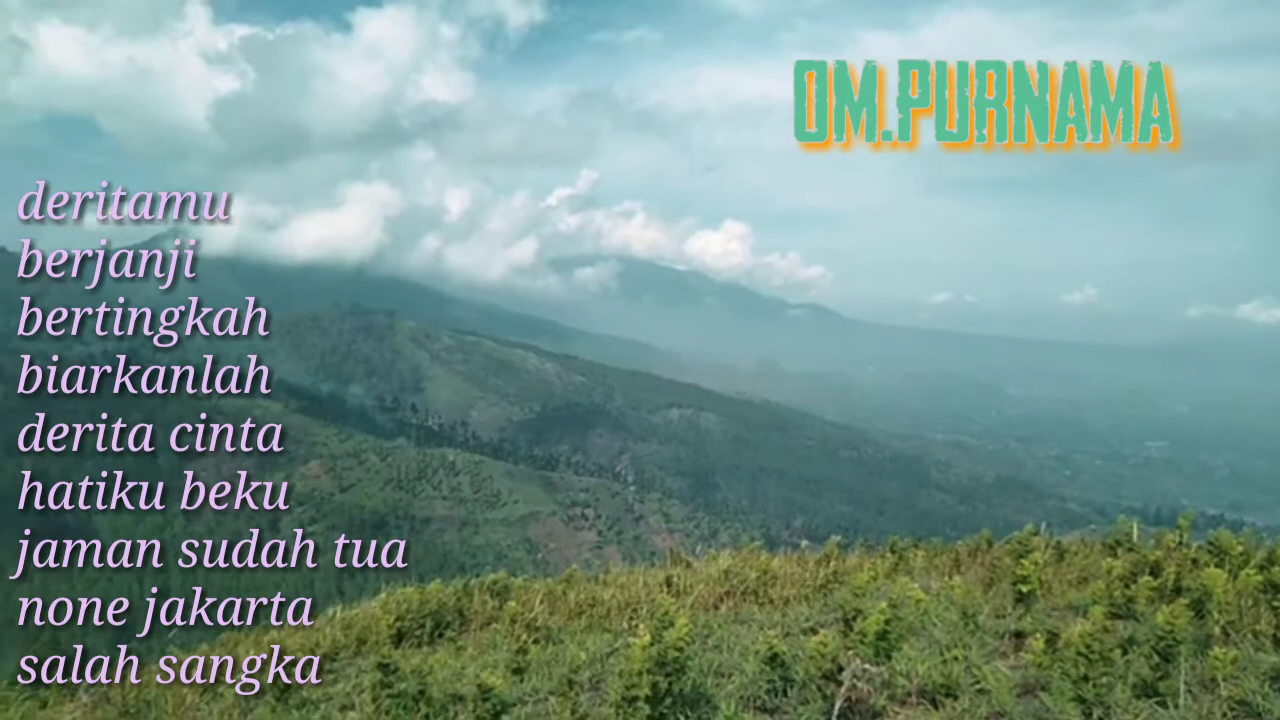 OM.PURNAMA
deritamu
berjanji
bertingkah
biarkanlah
derita cinta
hatiku beku
jaman sudah tua
none jakarta
salah sangka